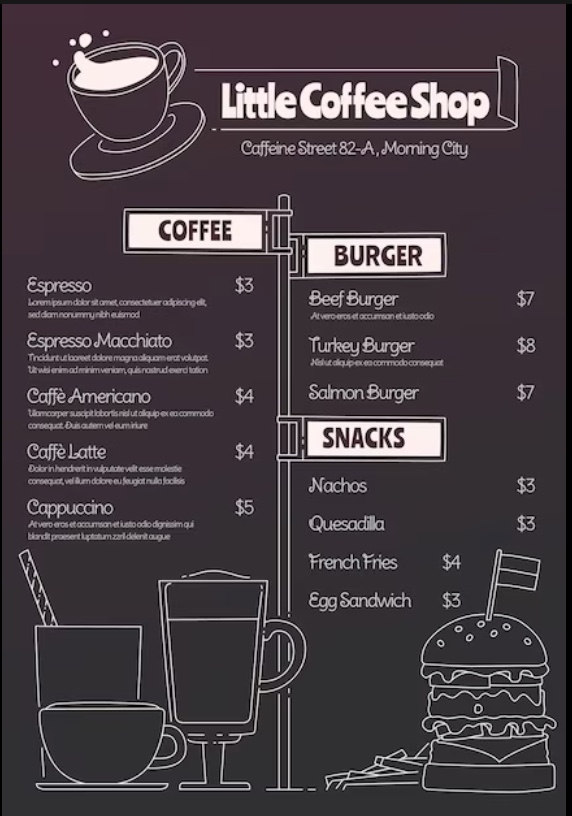 Little Coffee Shop
Caffeine Street 82-A, Morning City
COFFEE
Espresso $3
Lorem ipsum dolor sit amet, consectetuer adipiscing elit,
sed diam nonummy nibh euismod
Espresso Macchiato $3
Tincidunt ut laoreet dolore magna aliquam erat volutpat.
Ut wisi enim ad minim veniam, quis nostrud exerci tation
Caffè Americano $4
Ullamcorper suscipit lobortis nisl ut aliquip ex ea commodo
consequat. Duis autem vel eum iriure
Caffè Latte $4
Dolor in hendrerit in vulputate velit esse molestie
consequat, vel illum dolore eu feugiat nulla facilisis
Cappuccino $5
At vero eros et accumsan et iusto odio dignissim qui
blandit praesent luptatum zzril delenit augue
BURGER
Beef Burger $7
At vero eros et accumsan et iusto odio
Turkey Burger $8
Nisl ut aliquip ex ea commodo consequat
Salmon Burger $7
SNACKS
Nachos $3
Quesadilla $3
French Fries $4
Egg Sandwich $3